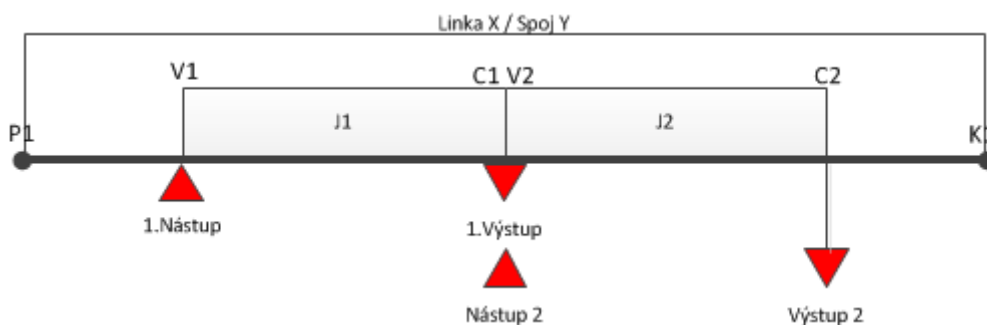 Linka X / Spoj Y
V1
C1 V2
C2
J1
J2
P1
1.Nástup
1.Výstup
Nástup 2
Výstup 2